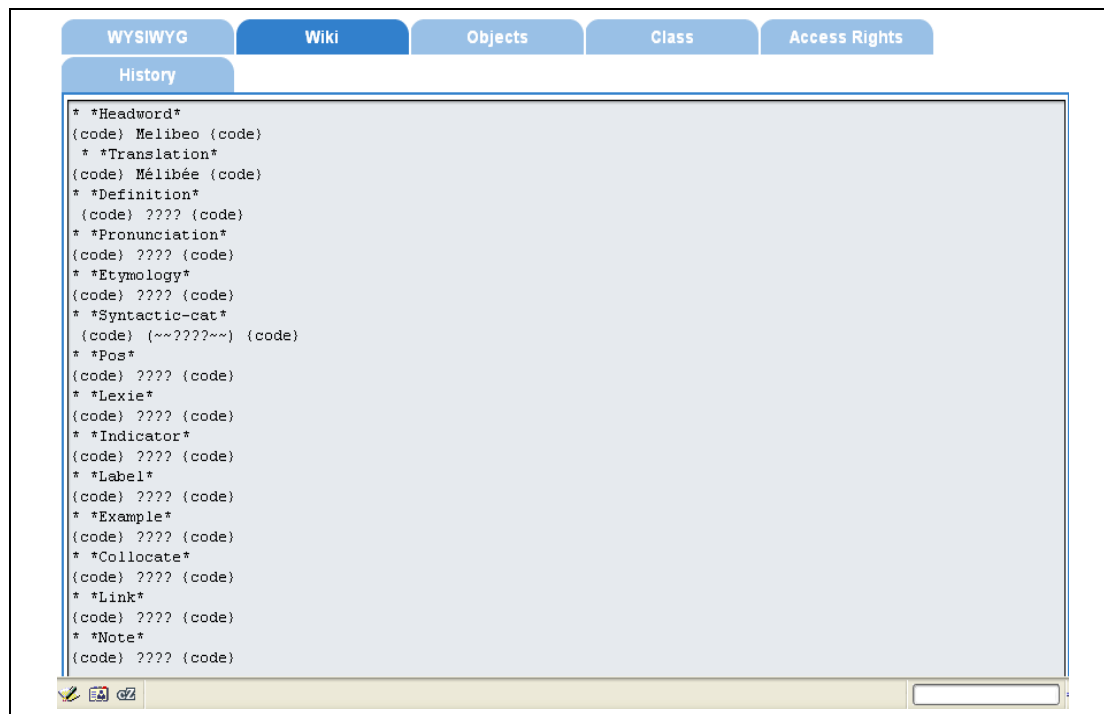 WYSIWYG Wiki Objects Class Access Rights
History
* *Headword*
{code} Melibeo {code}
* *Translation*
{code} Mélibée {code}
* *Definition*
{code} ???? {code}
* *Pronunciation*
{code} ???? {code}
* *Etymology*
{code} ???? {code}
* *Syntactic-cat*
{code} (~~????~~) {code}
* *Pos*
{code} ???? {code}
* *Lexie*
{code} ???? {code}
* *Indicator*
{code} ???? {code}
* *Label*
{code} ???? {code}
* *Example*
{code} ???? {code}
* *Collocate*
{code} ???? {code}
* *Link*
{code} ???? {code}
* *Note*
{code} ???? {code}